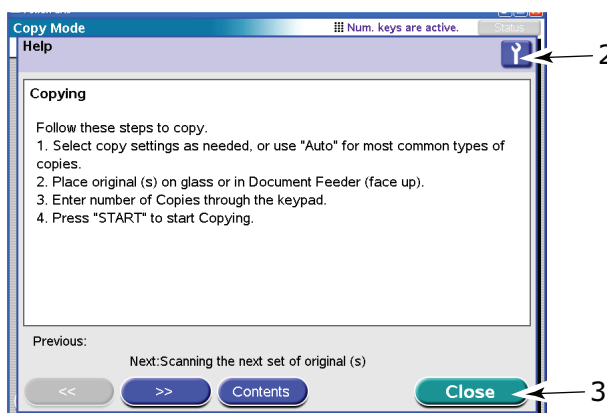 Copy Mode
Num. keys are active.
Status
Help
2
Copying
Follow these steps to copy.
1. Select copy settings as needed, or use "Auto" for most common types of
copies.
2. Place original (s) on glass or in Document Feeder (face up).
3. Enter number of Copies through the keypad.
4. Press "START" to start Copying.
Previous:
Next:Scanning the next set of original (s)
<<
>>
Contents
Close
3